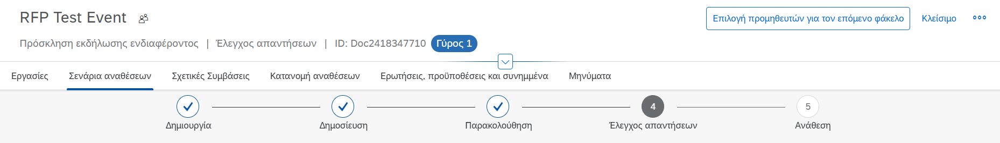 RFP Test Event
Επιλογή προμηθευτών για τον επόμενο φάκελο
Κλείσιμο
Πρόσκληση εκδήλωσης ενδιαφέροντος | Έλεγχος απαντήσεων | ID: Doc2418347710 Γύρος 1
Εργασίες Σενάρια αναθέσεων Σχετικές Συμβάσεις Κατανομή αναθέσεων Ερωτήσεις, προϋποθέσεις και συνημμένα Μηνύματα
4 5
Δημιουργία Δημοσίευση Παρακολούθηση Έλεγχος απαντήσεων Ανάθεση